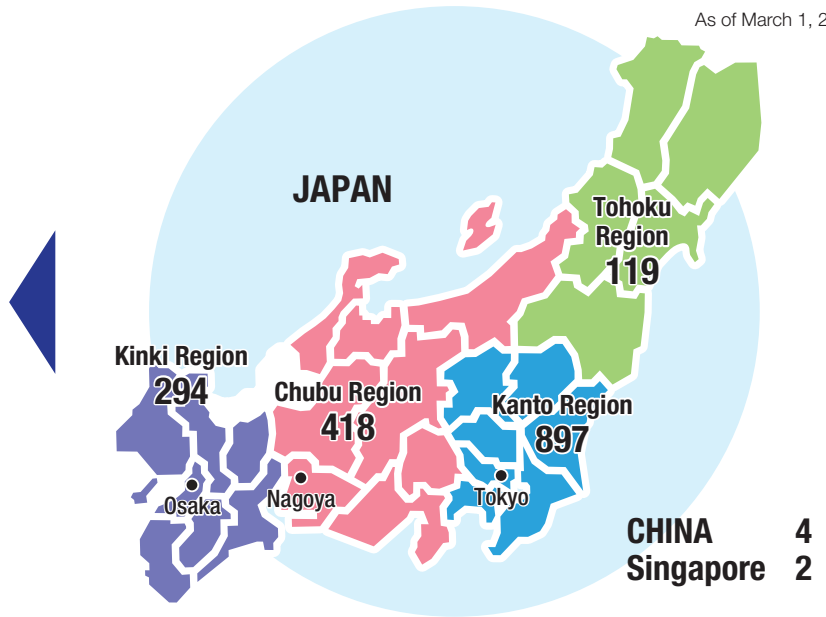 As of March 1, 2
JAPAN
Tohoku
Region
119
Kinki Region
294
Chubu Region
418
Kanto Region
897
Osaka
Nagoya
Tokyo
CHINA 4
Singapore 2